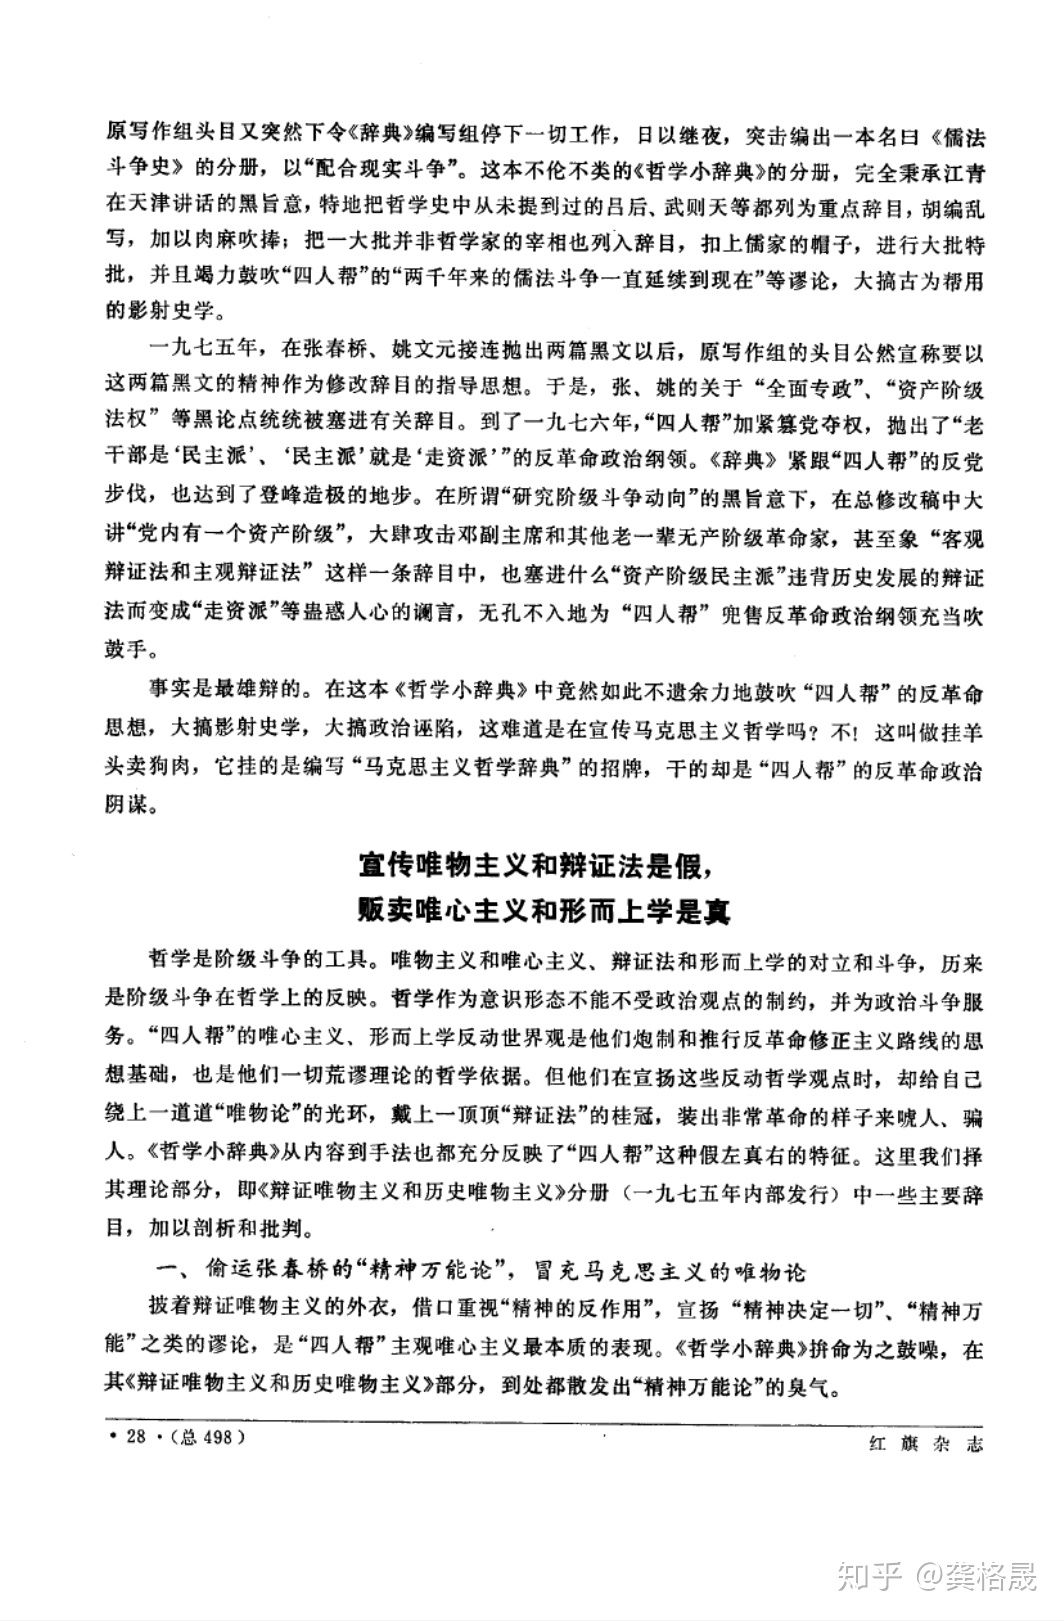 原写作组头目又突然下令《辞典》编写组停下一切工作，日以继夜，突击编出一本名曰《儒法
斗争史》的分册，以“配合现实斗争”。这本不伦不类的《哲学小辞典》的分册，完全秉承江青
在天津讲话的黑旨意，特地把哲学史中从未提到过的吕后、武则天等都列为重点辞目，胡编乱
写，加以肉麻吹捧；把一大批并非哲学家的宰相也列入辞目，扣上儒家的帽子，进行大批特
批，并且竭力鼓吹“四人帮”的“两千年来的儒法斗争一直延续到现在”等谬论，大搞古为帮用
的影射史学。
一九七五年，在张春桥、姚文元接连抛出两篇黑文以后，原写作组的头目公然宣称要以
这两篇黑文的精神作为修改辞目的指导思想。于是，张、姚的关于“全面专政”、“资产阶级
法权”等黑论点统统被塞进有关辞目。到了一九七六年，“四人帮”加紧篡党夺权，抛出了“老
干部是‘民主派’、‘民主派’就是‘走资派’”的反革命政治纲领。《辞典》紧跟“四人帮”的反党
步伐，也达到了登峰造极的地步。在所谓“研究阶级斗争动向”的黑旨意下，在总修改稿中大
讲“党内有一个资产阶级”，大肆攻击邓副主席和其他老一辈无产阶级革命家，甚至象“客观
辩证法和主观辩证法”这样一条辞目中，也塞进什么“资产阶级民主派”违背历史发展的辩证
法而变成“走资派”等蛊惑人心的谰言，无孔不入地为“四人帮”兜售反革命政治纲领充当吹
鼓手。
事实是最雄辩的。在这本《哲学小辞典》中竟然如此不遗余力地鼓吹“四人帮”的反革命
思想，大搞影射史学，大搞政治诬陷，这难道是在宣传马克思主义哲学吗？不！这叫做挂羊
头卖狗肉，它挂的是编写“马克思主义哲学辞典”的招牌，干的却是“四人帮”的反革命政治
阴谋。
宣传唯物主义和辩证法是假，
贩卖唯心主义和形而上学是真
哲学是阶级斗争的工具。唯物主义和唯心主义、辩证法和形而上学的对立和斗争，历来
是阶级斗争在哲学上的反映。哲学作为意识形态不能不受政治观点的制约，并为政治斗争服
务。“四人帮”的唯心主义、形而上学反动世界观是他们炮制和推行反革命修正主义路线的思
想基础，也是他们一切荒谬理论的哲学依据。但他们在宣扬这些反动哲学观点时，却给自己
绕上一道道“唯物论”的光环，戴上一顶顶“辩证法”的桂冠，装出非常革命的样子来唬人、骗
人。《哲学小辞典》从内容到手法也都充分反映了“四人帮”这种假左真右的特征。这里我们择
其理论部分，即《辩证唯物主义和历史唯物主义》分册（一九七五年内部发行）中一些主要辞
目，加以剖析和批判。
一、偷运张春桥的“精神万能论”，冒充马克思主义的唯物论
披着辩证唯物主义的外衣，借口重视“精神的反作用”，宣扬“精神决定一切”、“精神万
能”之类的谬论，是“四人帮”主观唯心主义最本质的表现。《哲学小辞典》拚命为之鼓噪，在
其《辩证唯物主义和历史唯物主义》部分，到处都散发出“精神万能论”的臭气。
·28·（总498）
红旗杂志
知乎 @龚格晟